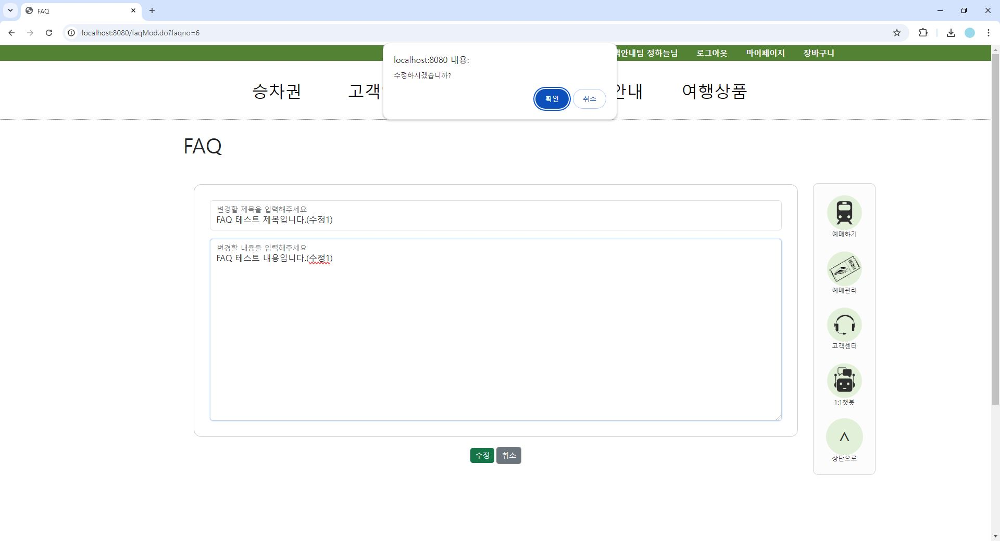 FAQ
localhost:8080/faqMod.do?faqno=6
정하늘님 로그아웃 마이페이지 장바구니
localhost:8080 내용:
수정하시겠습니까?
확인 취소
승차권 고객 안내 여행상품
FAQ
변경할 제목을 입력해주세요
FAQ 테스트 제목입니다.(수정1)
변경할 내용을 입력해주세요
FAQ 테스트 내용입니다.(수정1)
수정 취소
예매하기
예매관리
고객센터
1:1챗봇
상단으로